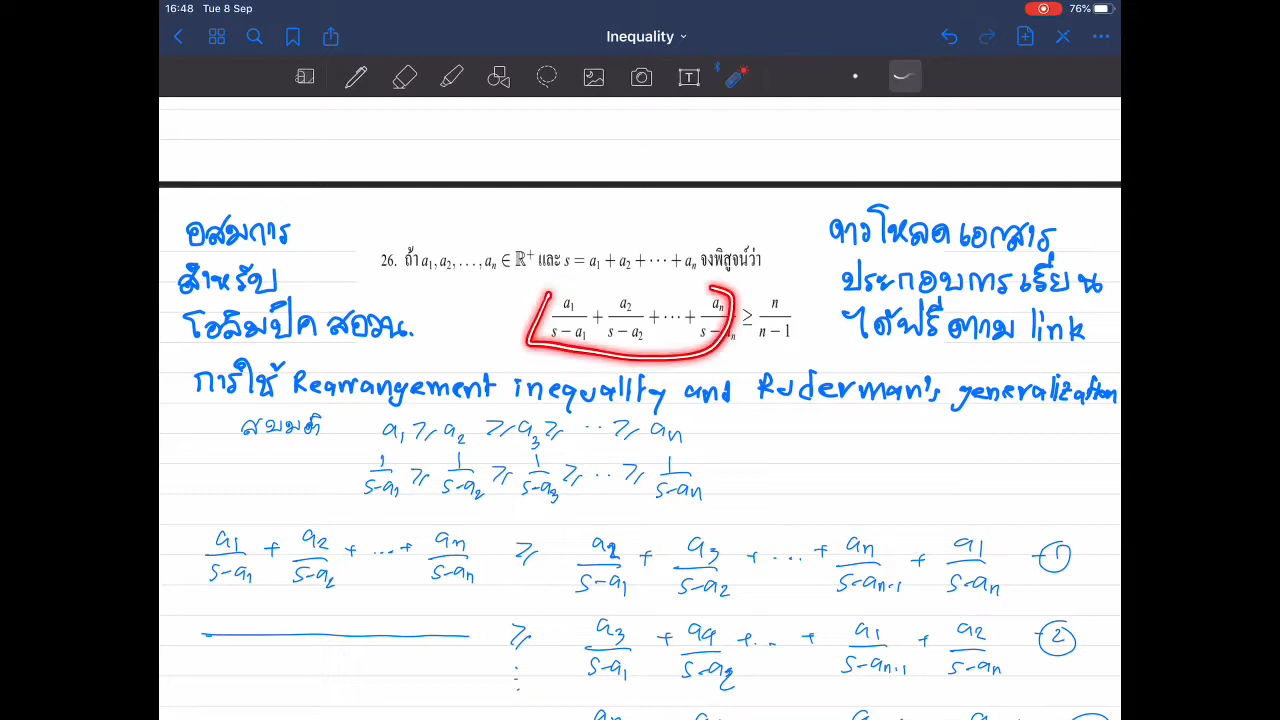 16:48 Tue 8 Sep 76%
Inequality
อสมการ
สำหรับ
โอลิมปิค สอวน.
ดาวโหลดเอกสาร
ประกอบการเรียน
ได้ฟรีตาม link
26. ถ้า a₁, a₂, …, aₙ ∈ ℝ⁺ และ s = a₁ + a₂ + ⋯ + aₙ จงพิสูจน์ว่า
a₁/(s − a₁) + a₂/(s − a₂) + ⋯ + aₙ/(s − aₙ) ≥ n/(n − 1)
การใช้ Rearrangement inequality and Ruderman's generalization
สมมติ a₁ ≥ a₂ ≥ a₃ ≥ ⋯ ≥ aₙ
1/(s-a₁) ≥ 1/(s-a₂) ≥ 1/(s-a₃) ≥ ⋯ ≥ 1/(s-aₙ)
a₁/(s-a₁) + a₂/(s-a₂) + ⋯ + aₙ/(s-aₙ) ≥ a₂/(s-a₁) + a₃/(s-a₂) + ⋯ + aₙ/(s-aₙ₋₁) + a₁/(s-aₙ) -①
≥ a₃/(s-a₁) + a₄/(s-a₂) + ⋯ + a₁/(s-aₙ₋₁) + a₂/(s-aₙ) -②
⋮